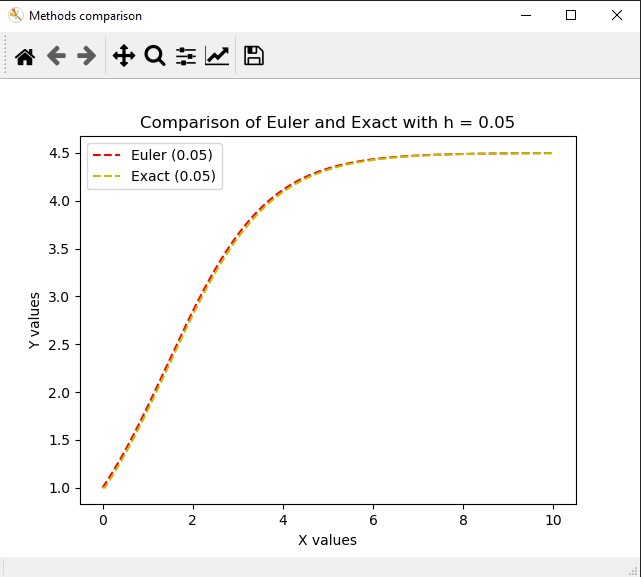 Methods comparison
Comparison of Euler and Exact with h = 0.05
Euler (0.05)
Exact (0.05)
4.5
4.0
3.5
3.0
2.5
2.0
1.5
1.0
Y values
0 2 4 6 8 10
X values